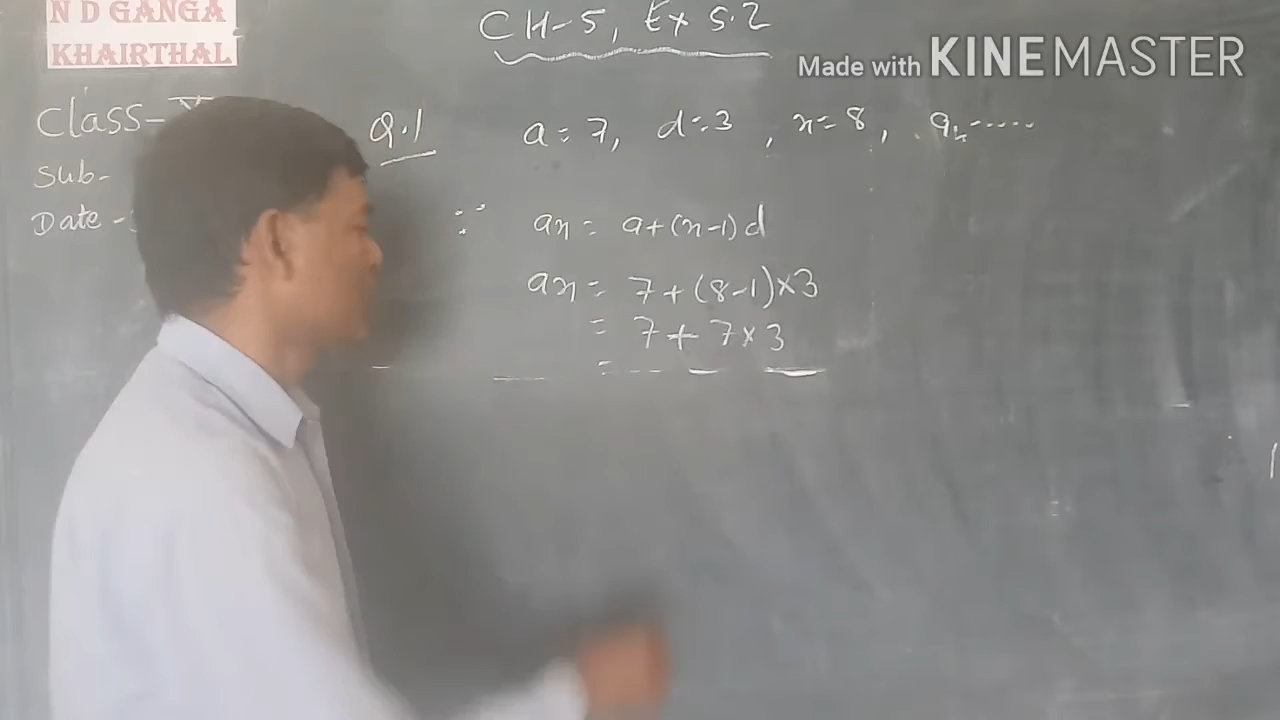 N D GANGA
KHAIRTHAL
CH-5, Ex 5.2
Made with KINEMASTER
Class-
Sub-
Date-
Q.1 a=7, d=3, n=8, an.....
∵ an = a+(n-1)d
an = 7+(8-1)×3
= 7+7×3
=